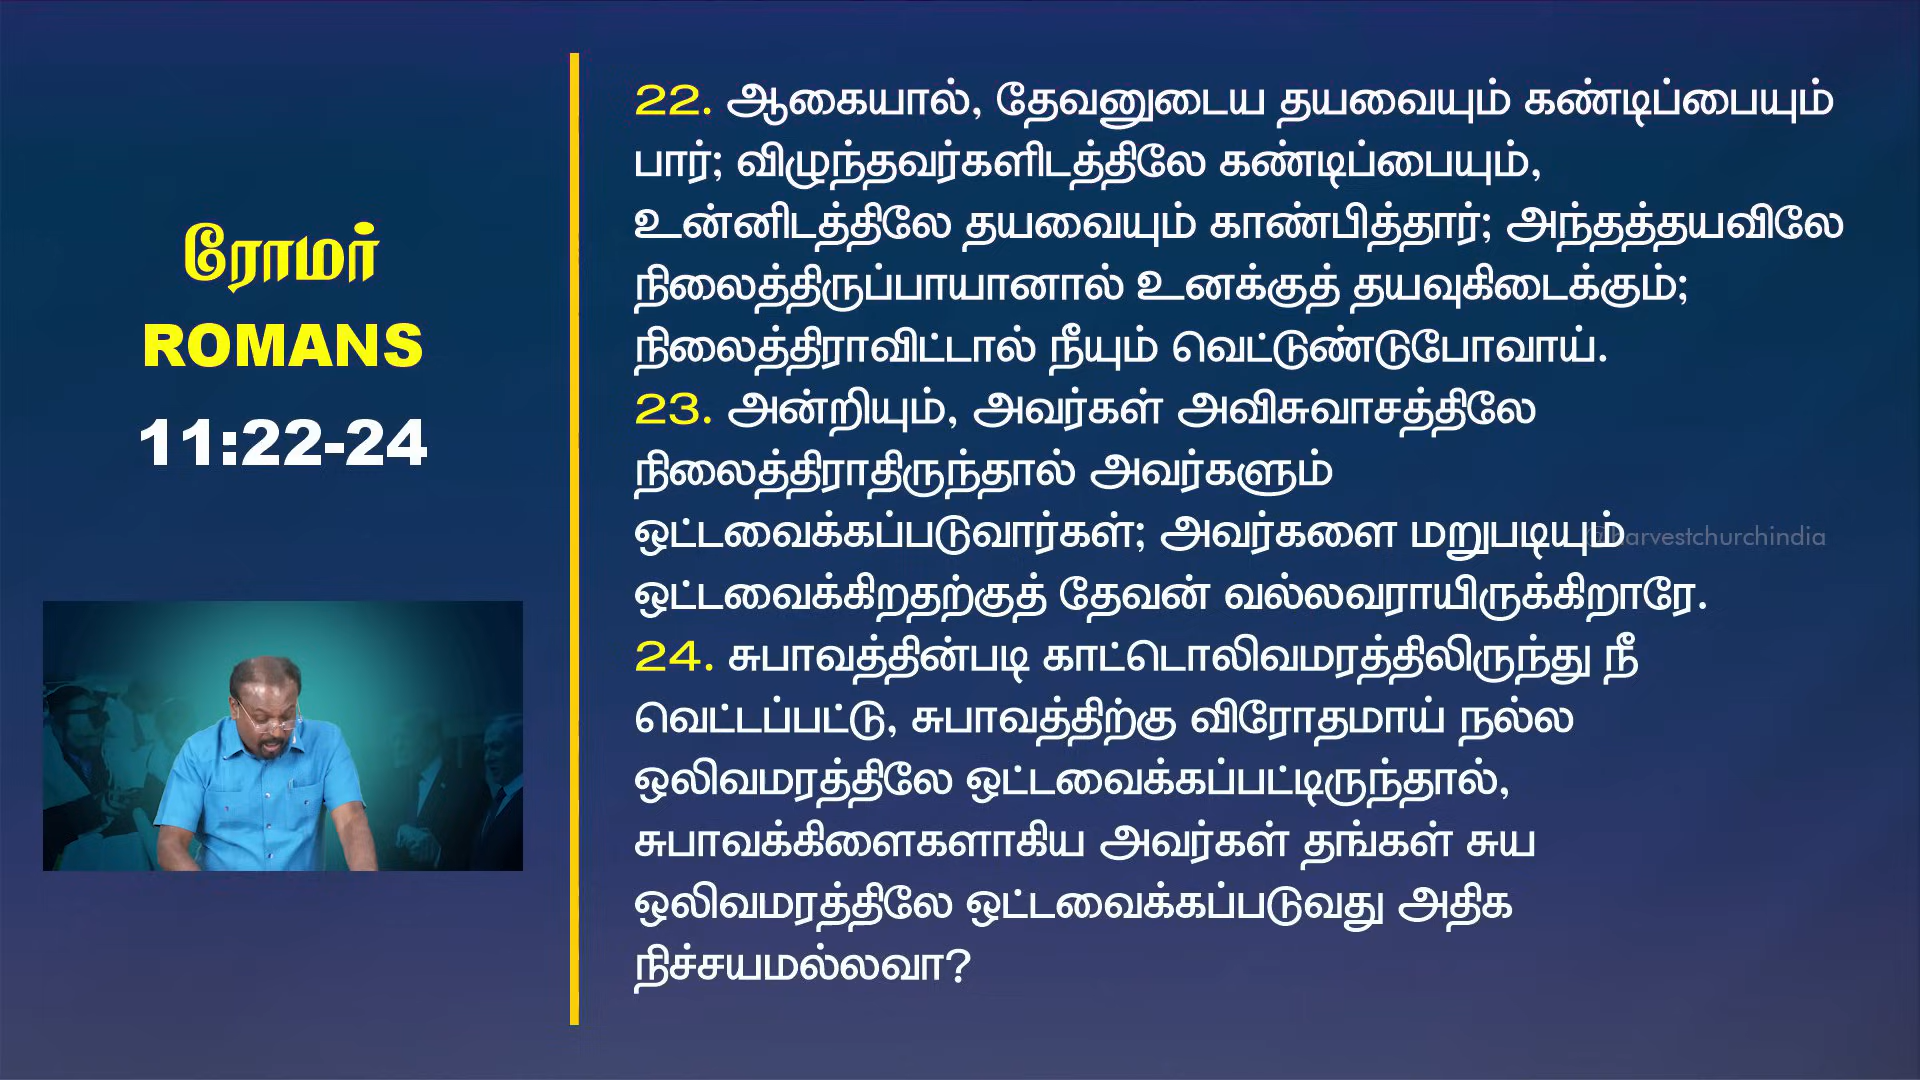 ரோமர்
ROMANS
11:22-24
22. ஆகையால், தேவனுடைய தயவையும் கண்டிப்பையும்
பார்; விழுந்தவர்களிடத்திலே கண்டிப்பையும்,
உன்னிடத்திலே தயவையும் காண்பித்தார்; அந்தத்தயவிலே
நிலைத்திருப்பாயானால் உனக்குத் தயவுகிடைக்கும்;
நிலைத்திராவிட்டால் நீயும் வெட்டுண்டுபோவாய்.
23. அன்றியும், அவர்கள் அவிசுவாசத்திலே
நிலைத்திராதிருந்தால் அவர்களும்
ஒட்டவைக்கப்படுவார்கள்; அவர்களை மறுபடியும்
@harvestchurchindia
ஒட்டவைக்கிறதற்குத் தேவன் வல்லவராயிருக்கிறாரே.
24. சுபாவத்தின்படி காட்டொலிவமரத்திலிருந்து நீ
வெட்டப்பட்டு, சுபாவத்திற்கு விரோதமாய் நல்ல
ஒலிவமரத்திலே ஒட்டவைக்கப்பட்டிருந்தால்,
சுபாவக்கிளைகளாகிய அவர்கள் தங்கள் சுய
ஒலிவமரத்திலே ஒட்டவைக்கப்படுவது அதிக
நிச்சயமல்லவா?